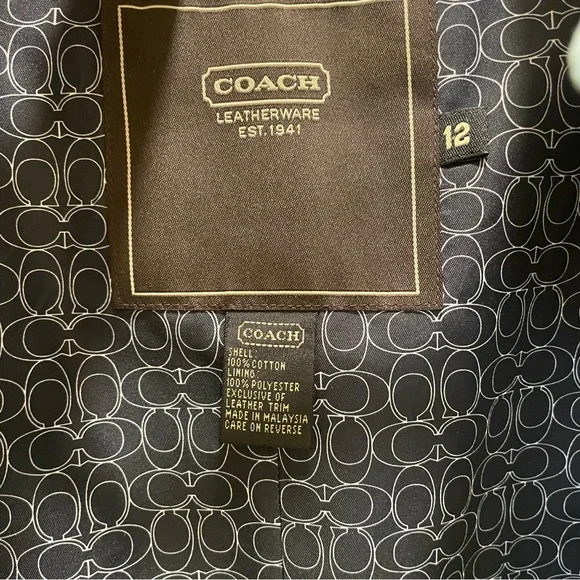 COACH
LEATHERWARE
EST. 1941
12
COACH
SHELL:
100% COTTON
LINING:
100% POLYESTER
EXCLUSIVE OF
LEATHER TRIM
MADE IN MALAYSIA
CARE ON REVERSE